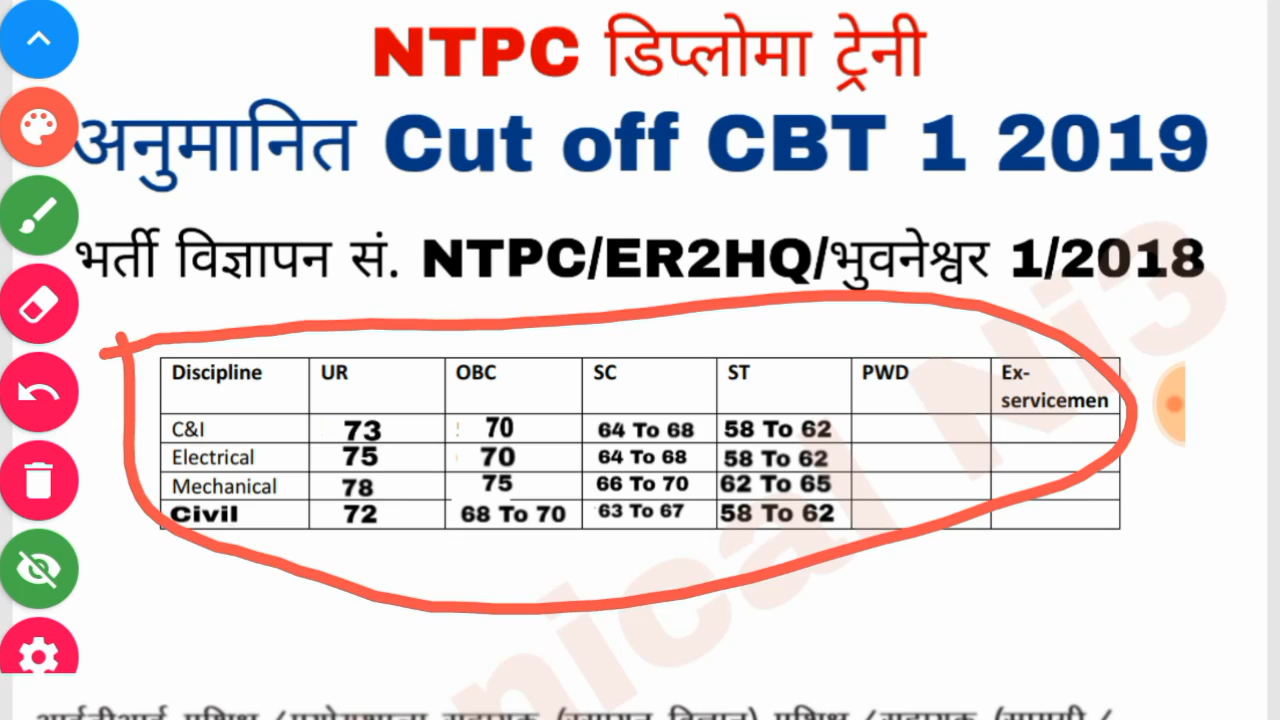 NTPC डिप्लोमा ट्रेनी
अनुमानित Cut off CBT 1 2019
भर्ती विज्ञापन सं. NTPC/ER2HQ/भुवनेश्वर 1/2018
Discipline UR OBC SC ST PWD Ex-
servicemen
C&I 73 70 64 To 68 58 To 62
Electrical 75 70 64 To 68 58 To 62
Mechanical 78 75 66 To 70 62 To 65
Civil 72 68 To 70 63 To 67 58 To 62
nical Ni3